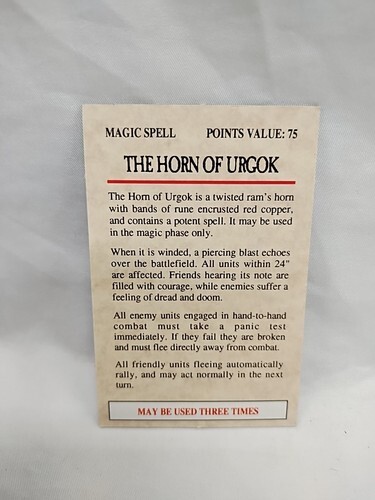 MAGIC SPELL POINTS VALUE: 75
THE HORN OF URGOK
The Horn of Urgok is a twisted ram's horn
with bands of rune encrusted red copper,
and contains a potent spell. It may be used
in the magic phase only.
When it is winded, a piercing blast echoes
over the battlefield. All units within 24"
are affected. Friends hearing its note are
filled with courage, while enemies suffer a
feeling of dread and doom.
All enemy units engaged in hand-to-hand
combat must take a panic test
immediately. If they fail they are broken
and must flee directly away from combat.
All friendly units fleeing automatically
rally, and may act normally in the next
turn.
MAY BE USED THREE TIMES